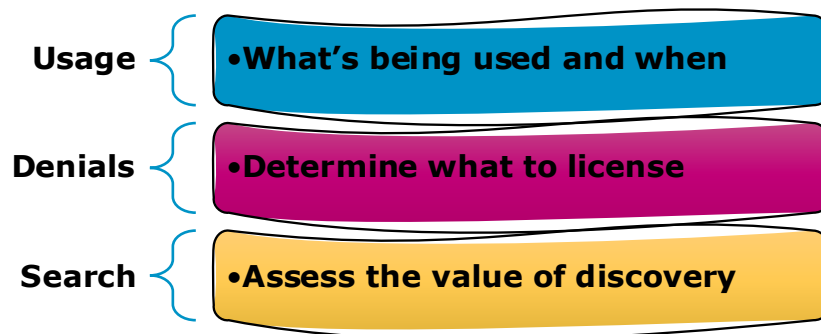 Usage
•What’s being used and when
Denials
•Determine what to license
Search
•Assess the value of discovery